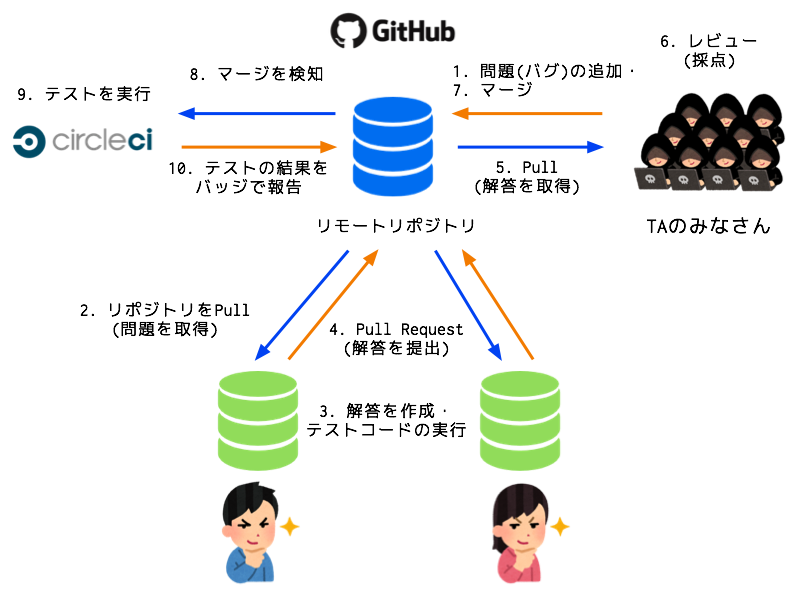 GitHub
6. レビュー
(採点)
8. マージを検知
1. 問題(バグ)の追加・
7. マージ
9. テストを実行
circleci
10. テストの結果を
バッジで報告
5. Pull
(解答を取得)
リモートリポジトリ
TAのみなさん
2. リポジトリをPull
(問題を取得)
4. Pull Request
(解答を提出)
3. 解答を作成・
テストコードの実行